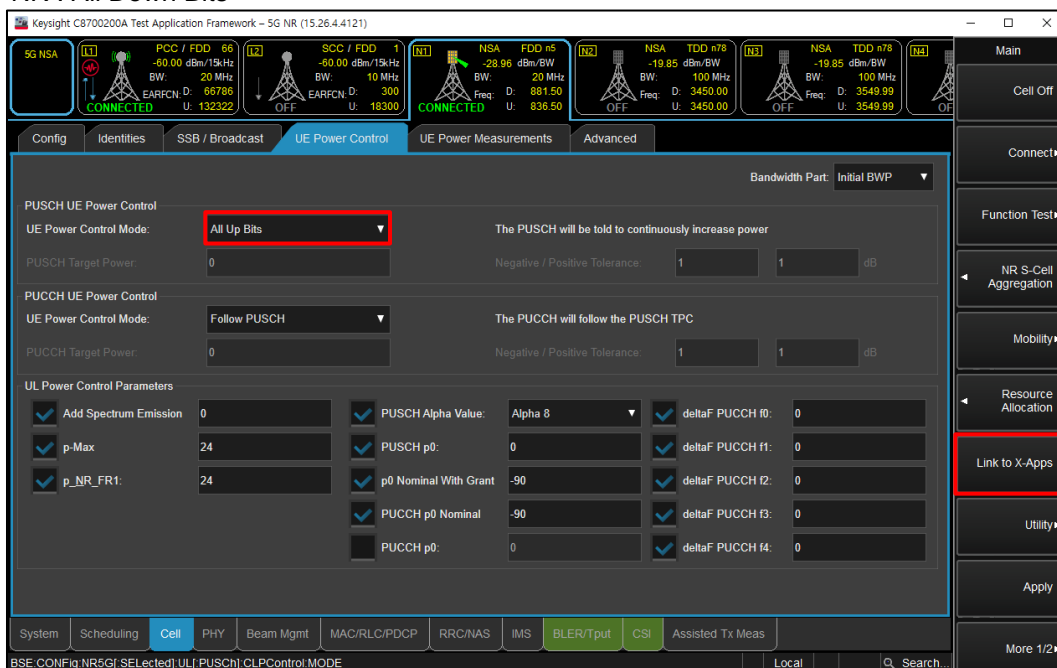 Keysight C8700200A Test Application Framework – 5G NR (15.26.4.4121)
5G NSA
L1 PCC / FDD 66
-60.00 dBm/15kHz
BW: 20 MHz
EARFCN: D: 66786
U: 132322
CONNECTED
L2 SCC / FDD 1
-60.00 dBm/15kHz
BW: 10 MHz
EARFCN: D: 300
U: 18300
OFF
N1 NSA FDD n5
-28.96 dBm/BW
BW: 20 MHz
Freq: D: 881.50
U: 836.50
CONNECTED
N2 NSA TDD n78
-19.85 dBm/BW
BW: 100 MHz
Freq: D: 3450.00
U: 3450.00
OFF
N3 NSA TDD n78
-19.85 dBm/BW
BW: 100 MHz
Freq: D: 3549.99
U: 3549.99
OFF
N4
Main
Cell Off
Connect
Function Test
NR S-Cell
Aggregation
Mobility
Resource
Allocation
Link to X-Apps
Utility
Apply
More 1/2
Config Identities SSB / Broadcast UE Power Control UE Power Measurements Advanced
Bandwidth Part: Initial BWP
PUSCH UE Power Control
UE Power Control Mode: All Up Bits The PUSCH will be told to continuously increase power
PUSCH Target Power: 0 Negative / Positive Tolerance: 1 1 dB
PUCCH UE Power Control
UE Power Control Mode: Follow PUSCH The PUCCH will follow the PUSCH TPC
PUCCH Target Power: 0 Negative / Positive Tolerance: 1 1 dB
UL Power Control Parameters
Add Spectrum Emission 0 PUSCH Alpha Value: Alpha 8 deltaF PUCCH f0: 0
p-Max 24 PUSCH p0: 0 deltaF PUCCH f1: 0
p_NR_FR1: 24 p0 Nominal With Grant -90 deltaF PUCCH f2: 0
PUCCH p0 Nominal -90 deltaF PUCCH f3: 0
PUCCH p0: 0 deltaF PUCCH f4: 0
System Scheduling Cell PHY Beam Mgmt MAC/RLC/PDCP RRC/NAS IMS BLER/Tput CSI Assisted Tx Meas
BSE:CONFig:NR5G[:SELected]:UL[:PUSCh]:CLPControl:MODE Local Search...